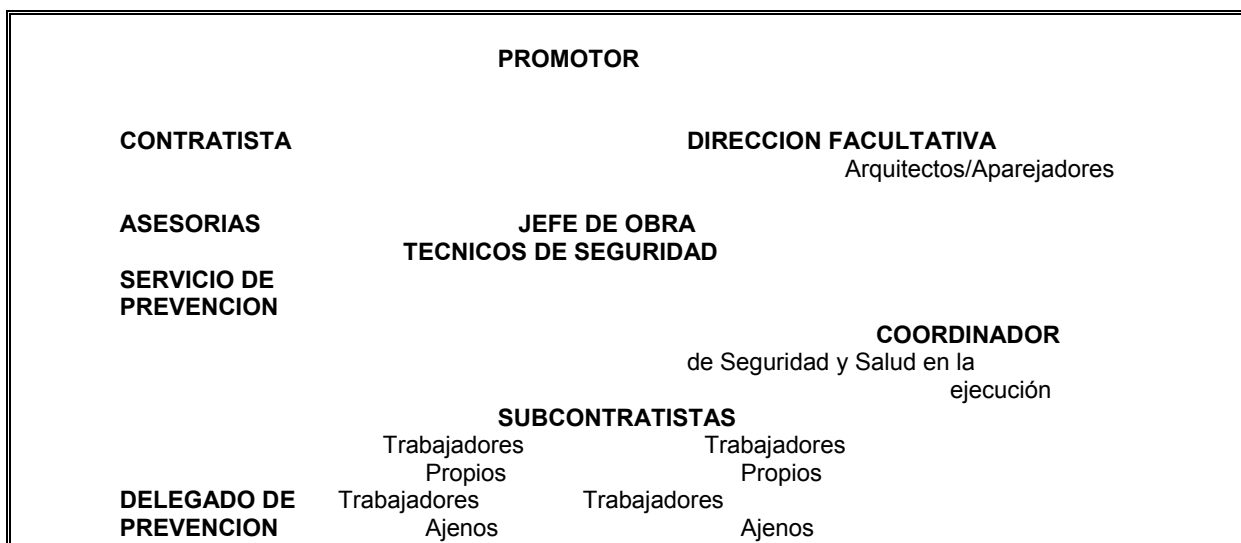 PROMOTOR
CONTRATISTA DIRECCION FACULTATIVA
Arquitectos/Aparejadores
ASESORIAS JEFE DE OBRA
TECNICOS DE SEGURIDAD
SERVICIO DE
PREVENCION
COORDINADOR
de Seguridad y Salud en la
ejecución
SUBCONTRATISTAS
Trabajadores Trabajadores
Propios Propios
DELEGADO DE Trabajadores Trabajadores
PREVENCION Ajenos Ajenos